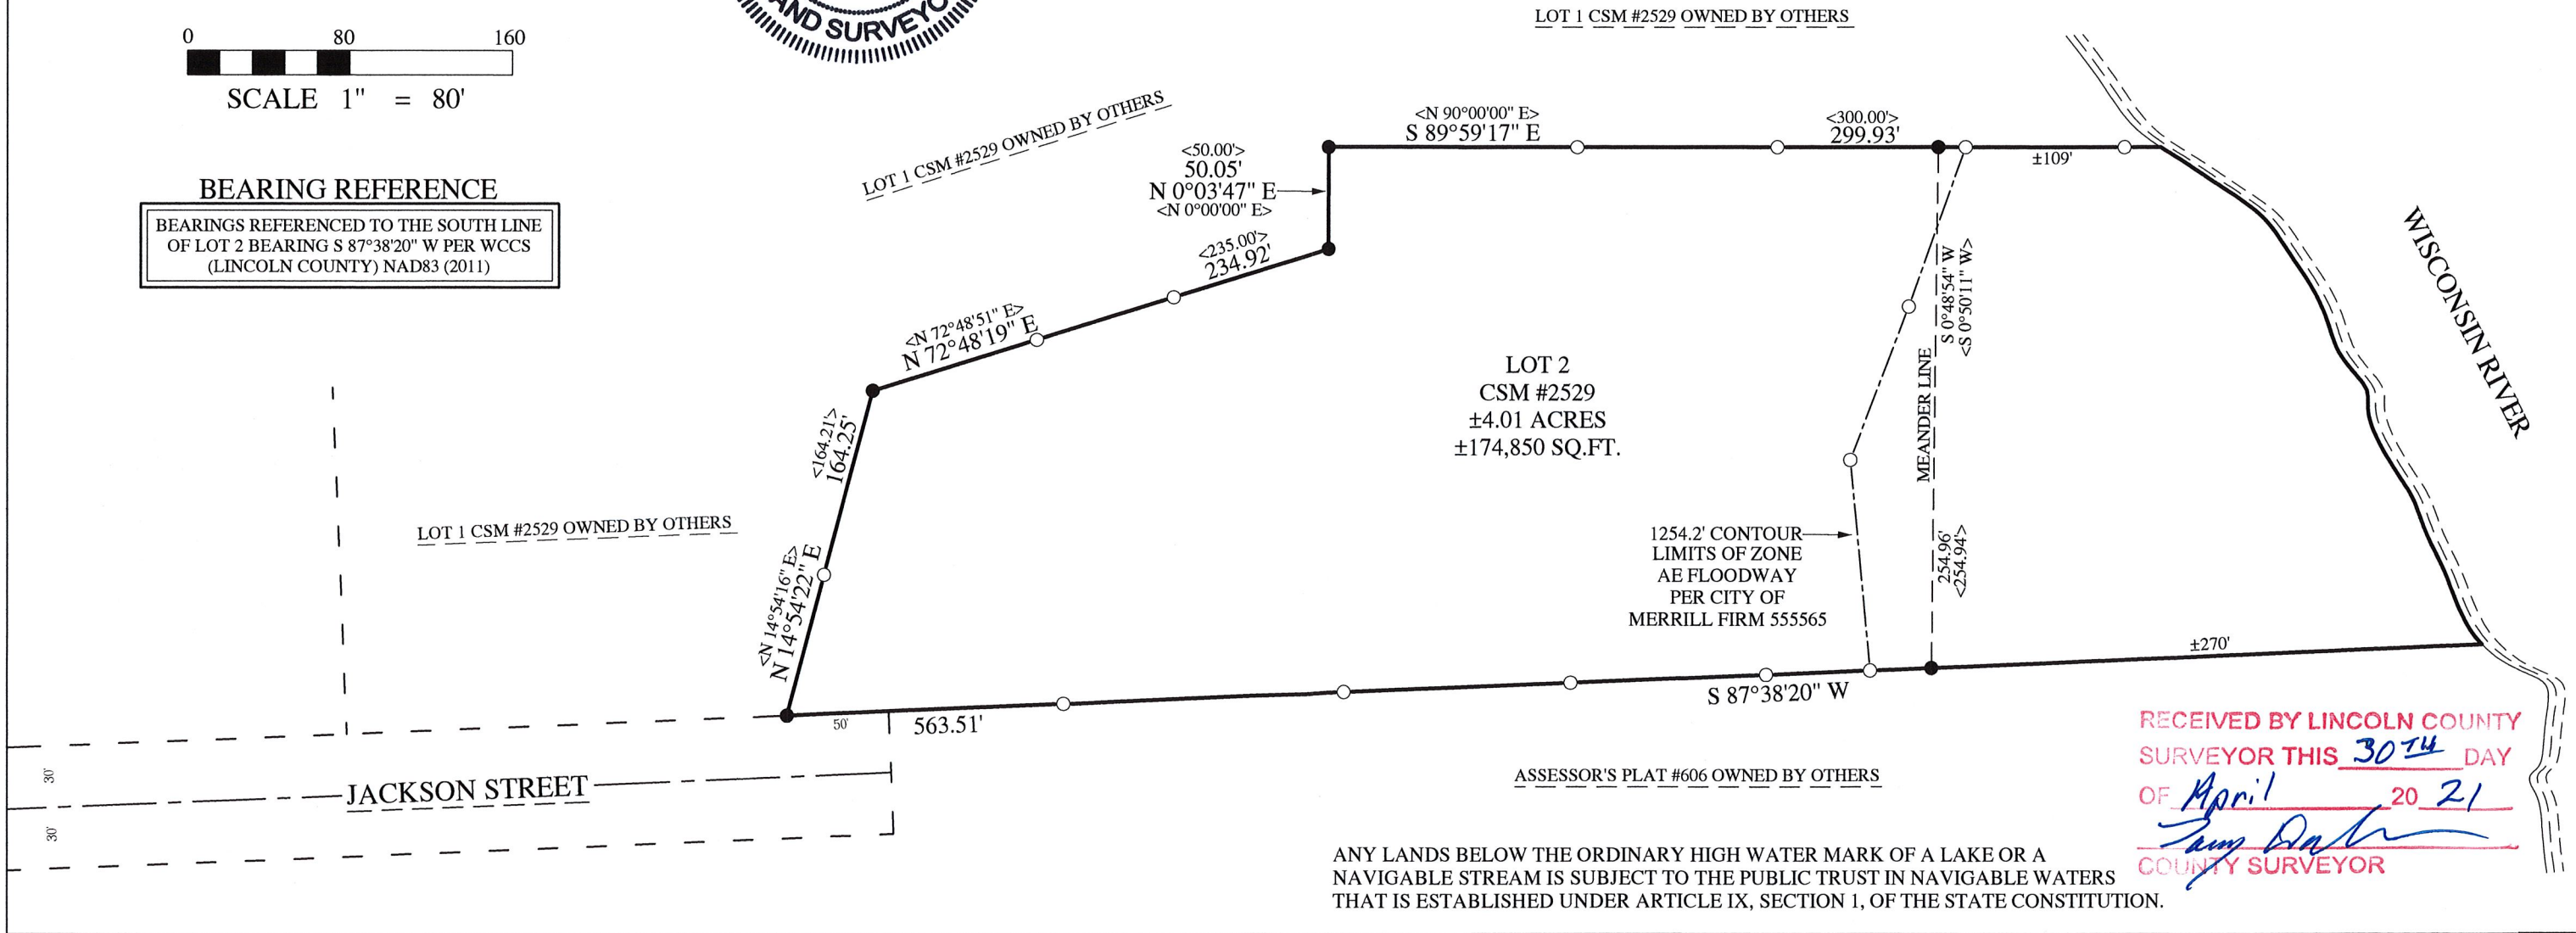 AND SURVEYO
0 80 160
SCALE 1" = 80'
BEARING REFERENCE
BEARINGS REFERENCED TO THE SOUTH LINE
OF LOT 2 BEARING S 87°38'20" W PER WCCS
(LINCOLN COUNTY) NAD83 (2011)
LOT 1 CSM #2529 OWNED BY OTHERS
LOT 1 CSM #2529 OWNED BY OTHERS
<50.00'>
50.05'
N 0°03'47" E
<N 0°00'00" E>
<N 90°00'00" E>
S 89°59'17" E
<300.00'>
299.93'
±109'
<235.00'>
234.92'
<N 72°48'51" E>
N 72°48'19" E
<164.21'>
164.25'
<N 14°54'16" E>
N 14°54'22" E
LOT 1 CSM #2529 OWNED BY OTHERS
LOT 2
CSM #2529
±4.01 ACRES
±174,850 SQ.FT.
S 0°48'54" W
<S 0°50'11" W>
MEANDER LINE
254.96'
<254.94'>
WISCONSIN RIVER
1254.2' CONTOUR
LIMITS OF ZONE
AE FLOODWAY
PER CITY OF
MERRILL FIRM 555565
±270'
S 87°38'20" W
50'
563.51'
30'
30'
JACKSON STREET
ASSESSOR'S PLAT #606 OWNED BY OTHERS
RECEIVED BY LINCOLN COUNTY
SURVEYOR THIS 30TH DAY
OF April 20 21
COUNTY SURVEYOR
ANY LANDS BELOW THE ORDINARY HIGH WATER MARK OF A LAKE OR A
NAVIGABLE STREAM IS SUBJECT TO THE PUBLIC TRUST IN NAVIGABLE WATERS
THAT IS ESTABLISHED UNDER ARTICLE IX, SECTION 1, OF THE STATE CONSTITUTION.